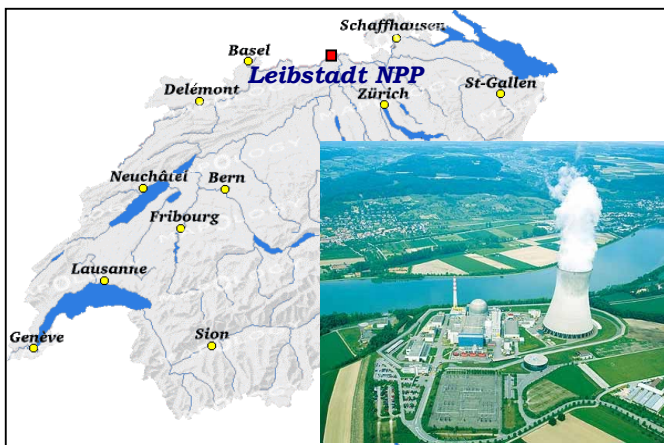 Schaffhausen
Basel
Leibstadt NPP
Delémont
Zürich
St-Gallen
Neuchâtel
Bern
Fribourg
Lausanne
Genève
Sion